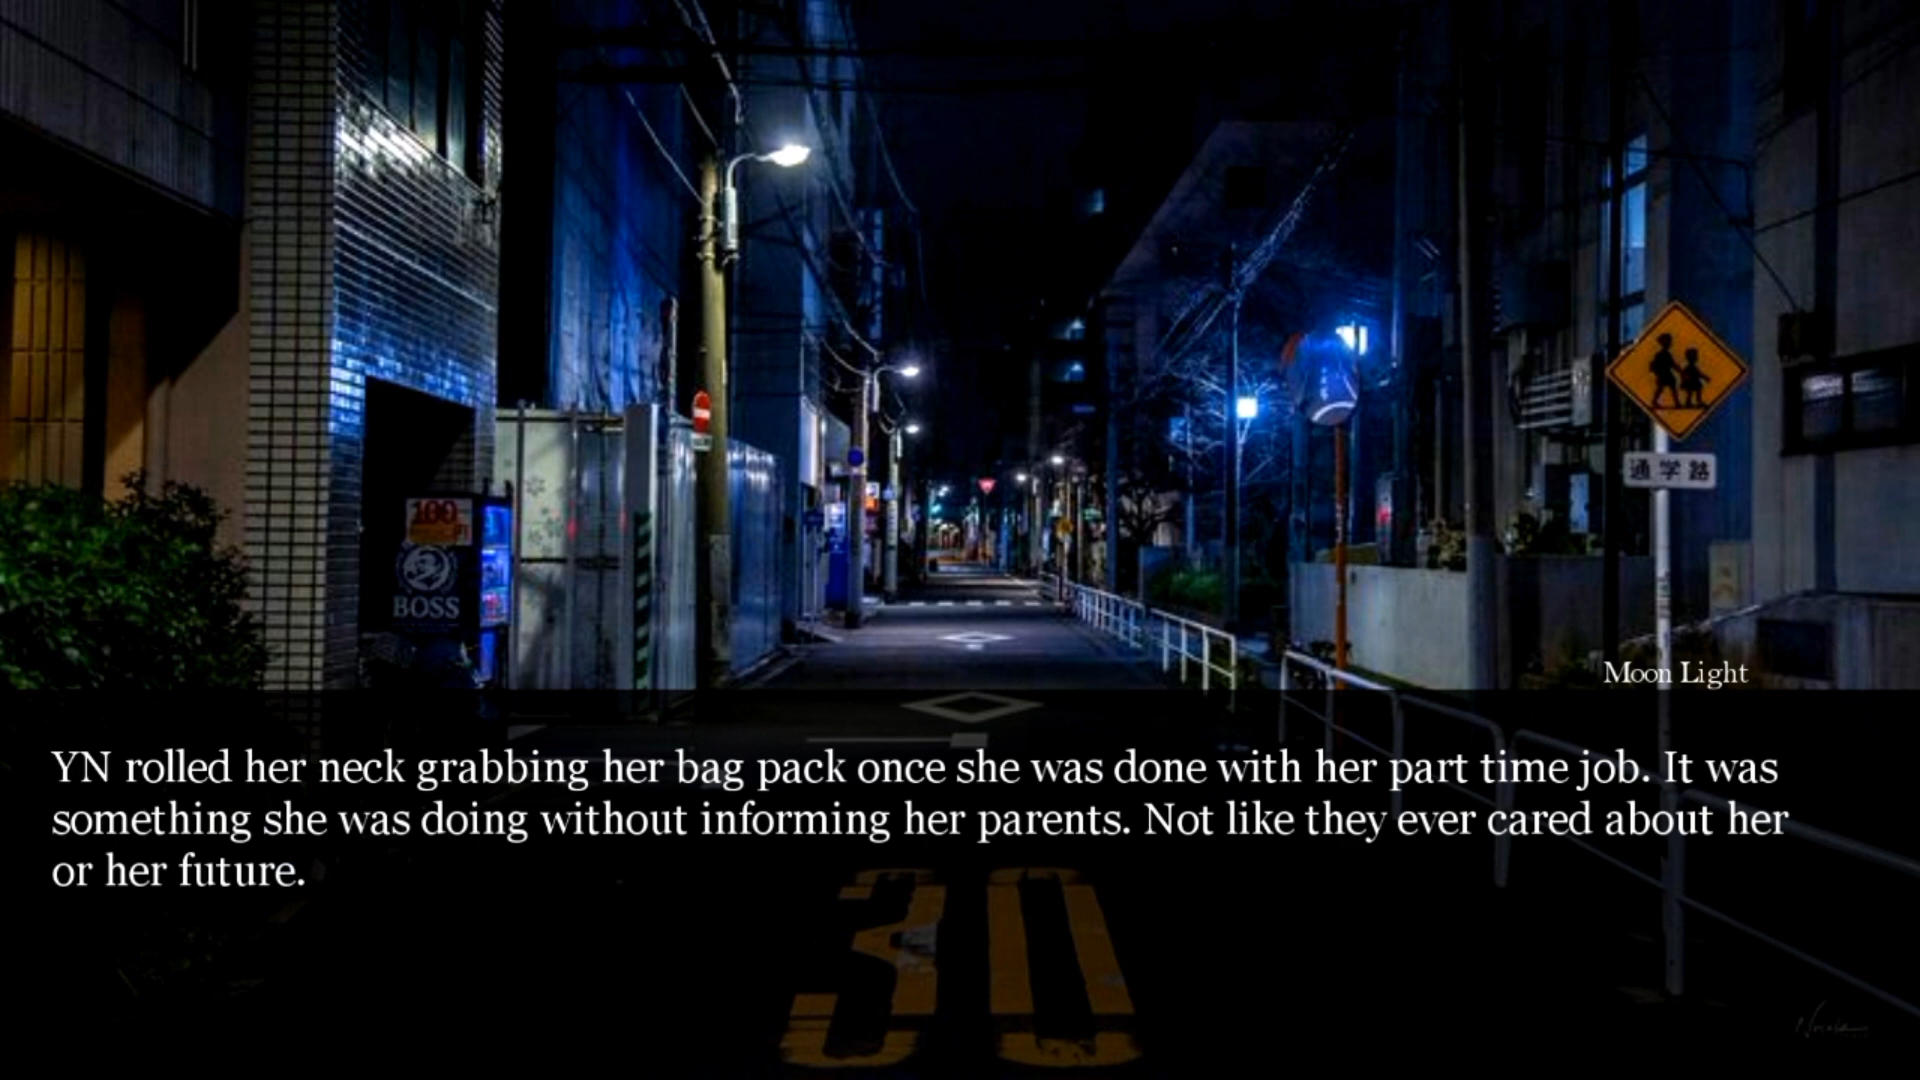 100
BOSS
通学路
Moon Light
YN rolled her neck grabbing her bag pack once she was done with her part time job. It was
something she was doing without informing her parents. Not like they ever cared about her
or her future.
30